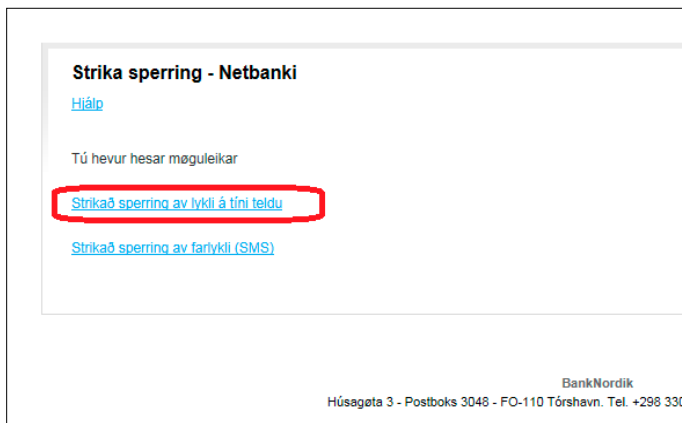 Strika sperring - Netbanki
Hjálp
Tú hevur hesar møguleikar
Strikað sperring av lykli á tíni teldu
Strikað sperring av farlykli (SMS)
BankNordik
Húsagøta 3 - Postboks 3048 - FO-110 Tórshavn. Tel. +298 330